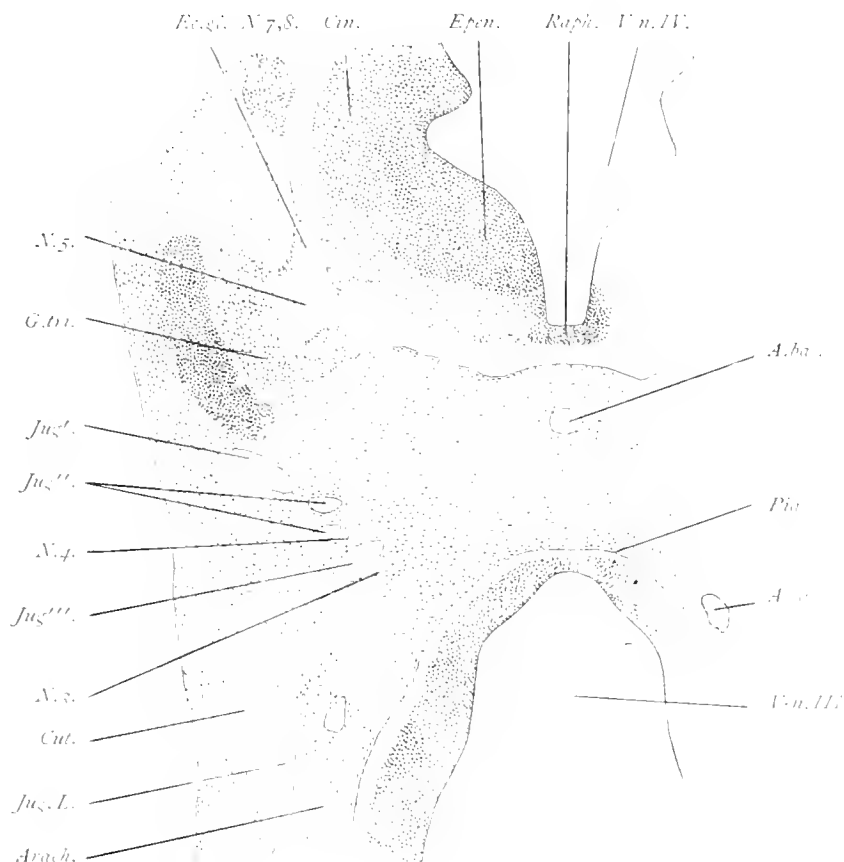 Ec.gl. N 7,8. Cin. Epen. Raph. V-n. IV.
N.5.
G.tri.
A.ba.
Jug'.
Jug''.
Pia
N.4.
Jug'''.
N.3.
V-n. III
Cut.
Jug. L.
Arach.